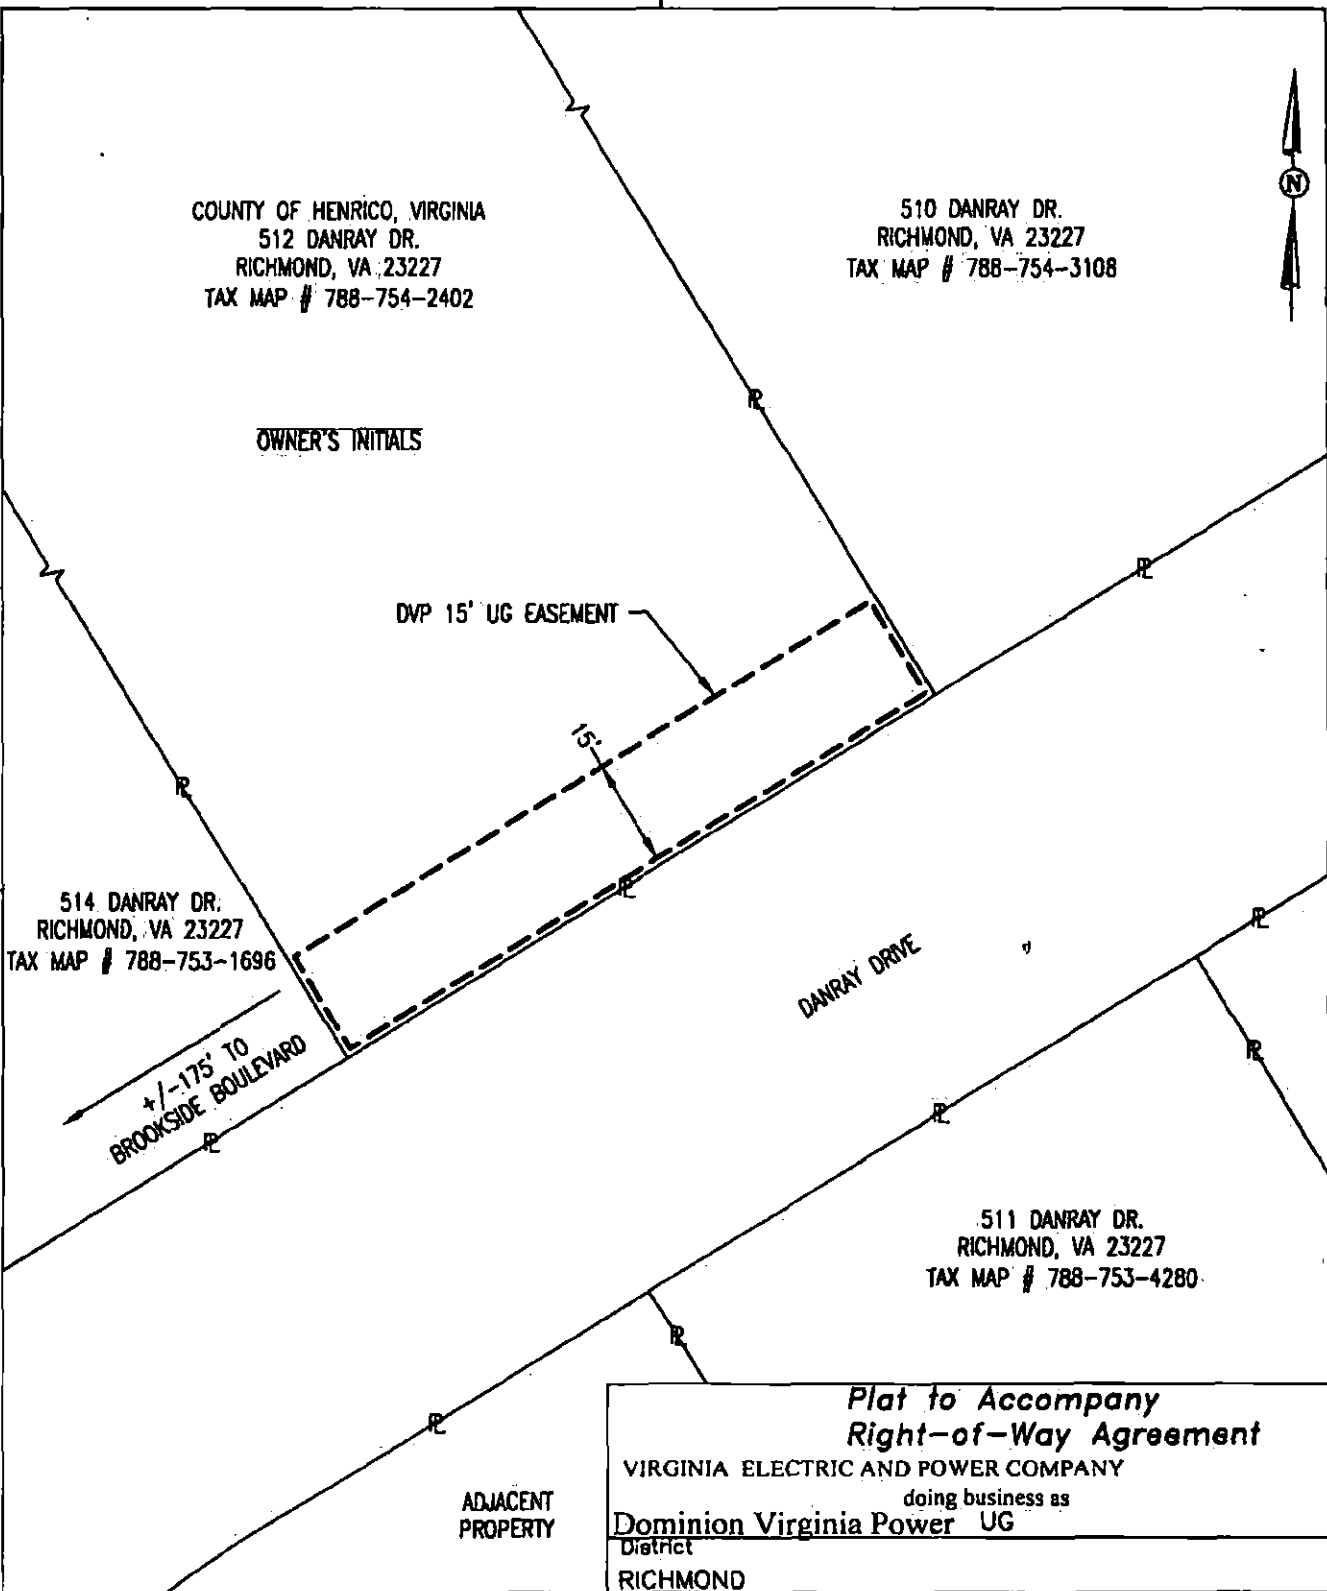 COUNTY OF HENRICO, VIRGINIA
512 DANRAY DR.
RICHMOND, VA 23227
TAX MAP # 788-754-2402
510 DANRAY DR.
RICHMOND, VA 23227
TAX MAP # 788-754-3108
N
OWNER'S INITIALS
PL
PL
DVP 15' UG EASEMENT
15'
PL
PL
514 DANRAY DR.
RICHMOND, VA 23227
TAX MAP # 788-753-1696
DANRAY DRIVE
PL
+/-175' TO
BROOKSIDE BOULEVARD
PL
PL
PL
511 DANRAY DR.
RICHMOND, VA 23227
TAX MAP # 788-753-4280
PL
PL
ADJACENT
PROPERTY
Plat to Accompany
Right-of-Way Agreement
VIRGINIA ELECTRIC AND POWER COMPANY
doing business as
Dominion Virginia Power UG
District
RICHMOND